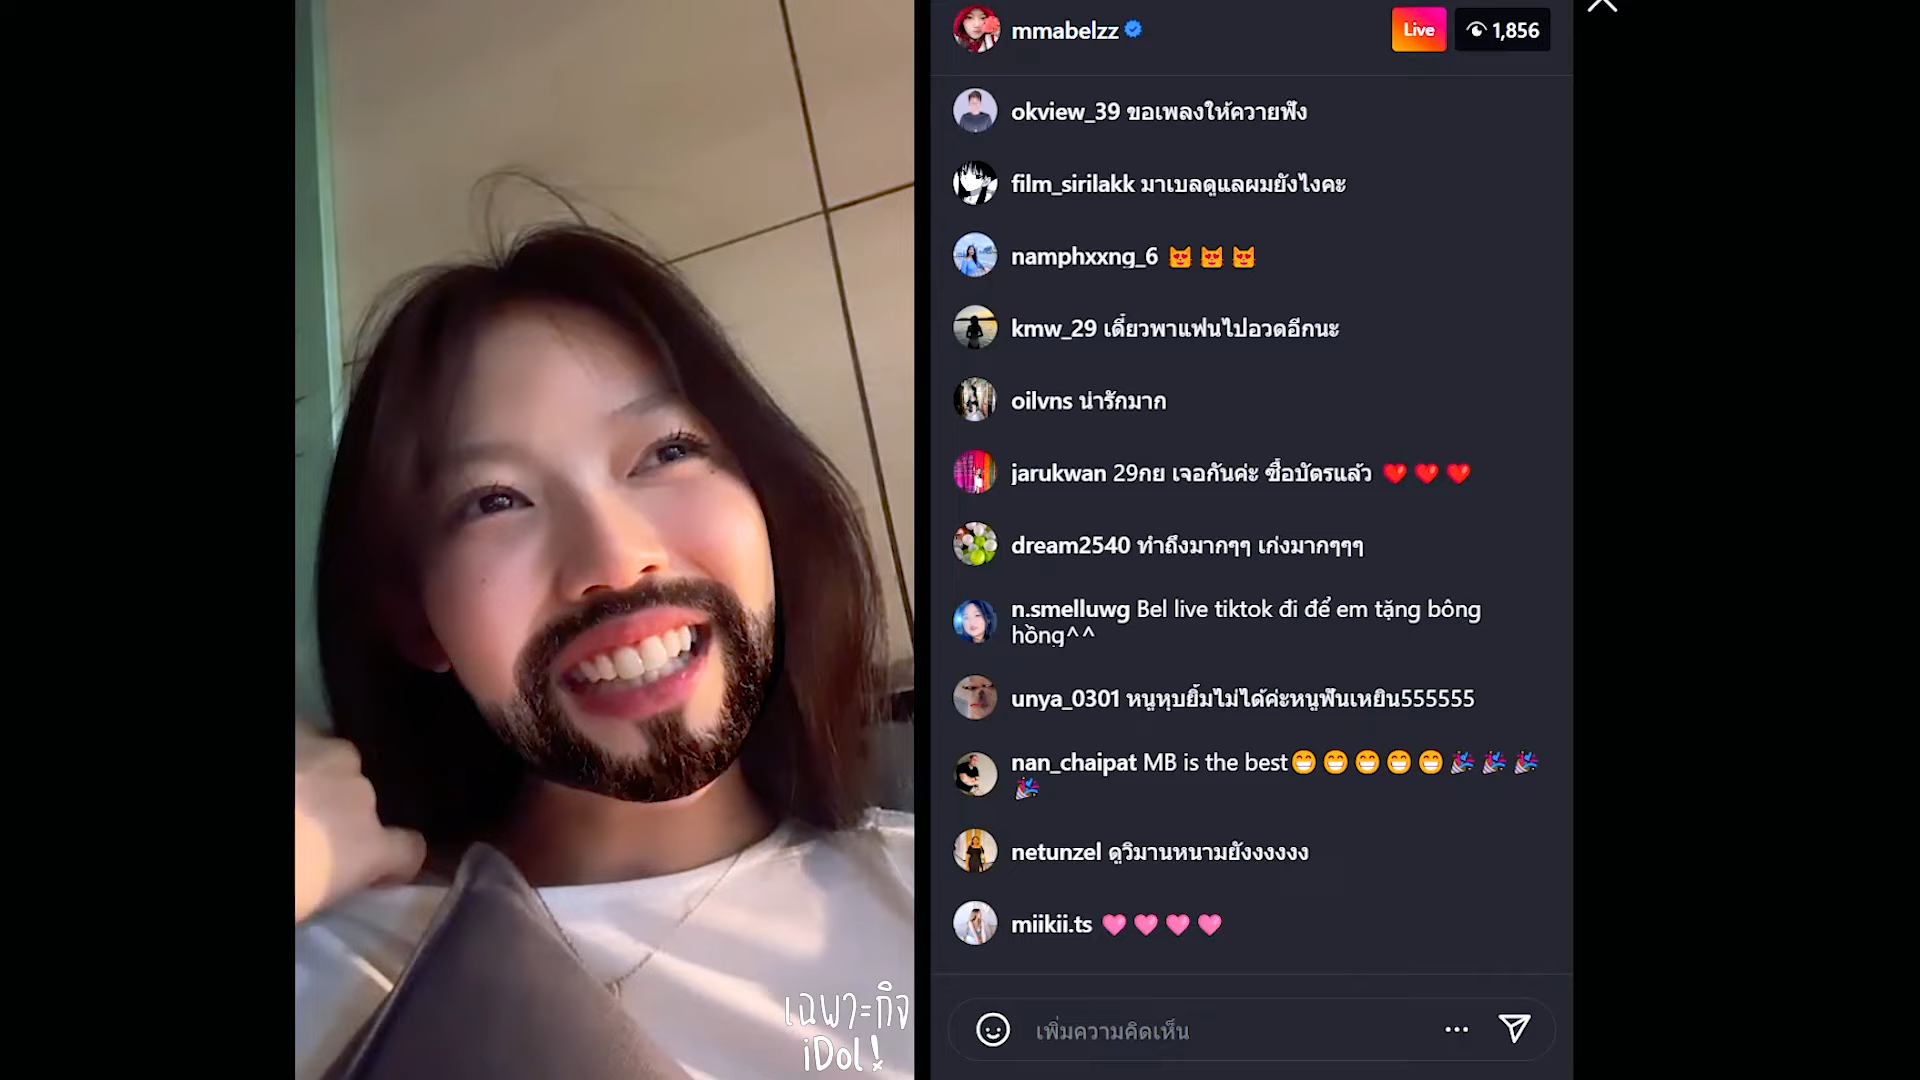 mmabelzz
Live
1,856
okview_39 ขอเพลงให้ควายฟัง
film_sirilakk มาเบลดูแลผมยังไงคะ
namphxxng_6 😻 😻 😻
kmw_29 เดี๋ยวพาแฟนไปอวดอีกนะ
oilvns น่ารักมาก
jarukwan 29กย เจอกันค่ะ ซื้อบัตรแล้ว ❤️ ❤️ ❤️
dream2540 ทำถึงมากๆๆ เก่งมากๆๆๆ
n.smelluwg Bel live tiktok đi để em tặng bông
hồng^^
unya_0301 หนูหุบยิ้มไม่ได้ค่ะหนูฟันเหยิน555555
nan_chaipat MB is the best😁 😁 😁 😁 😁 🎉 🎉 🎉
🎉
netunzel ดูวิมานหนามยังงงงงง
miikii.ts 🩷 🩷 🩷 🩷
เพิ่มความคิดเห็น
เฉพาะกิจ
iDol!